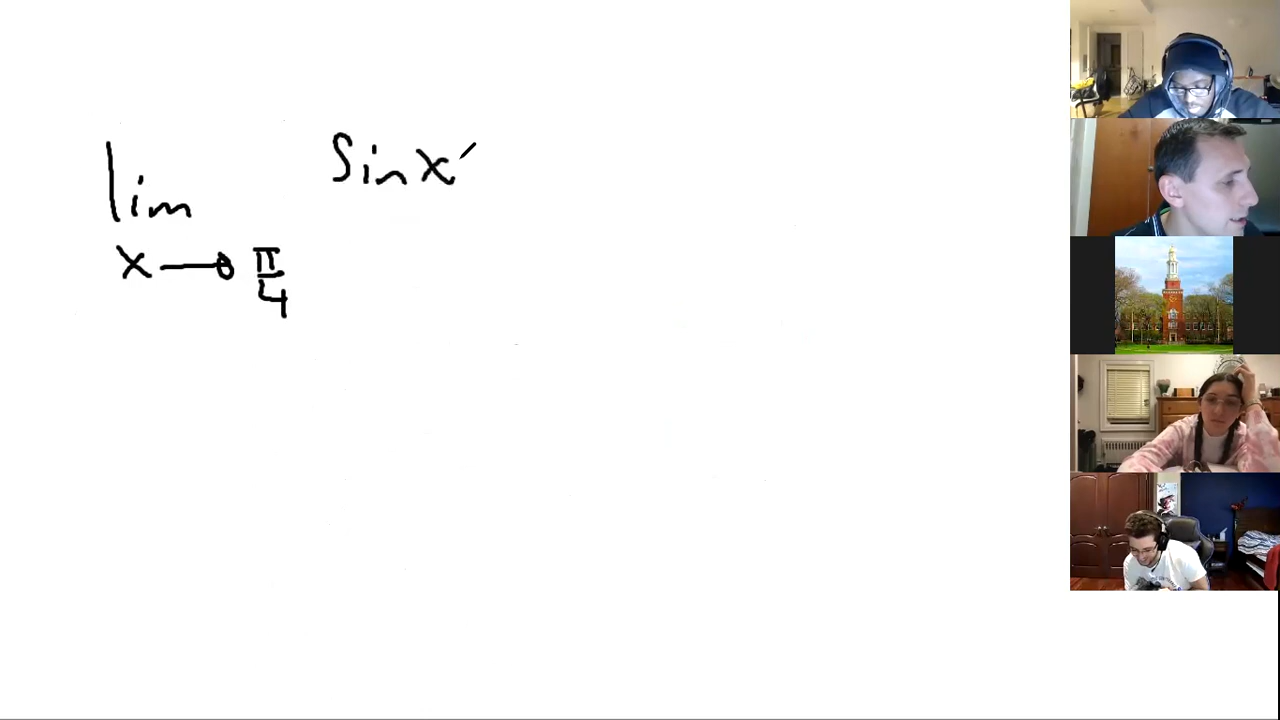 lim sin x
x → π/4